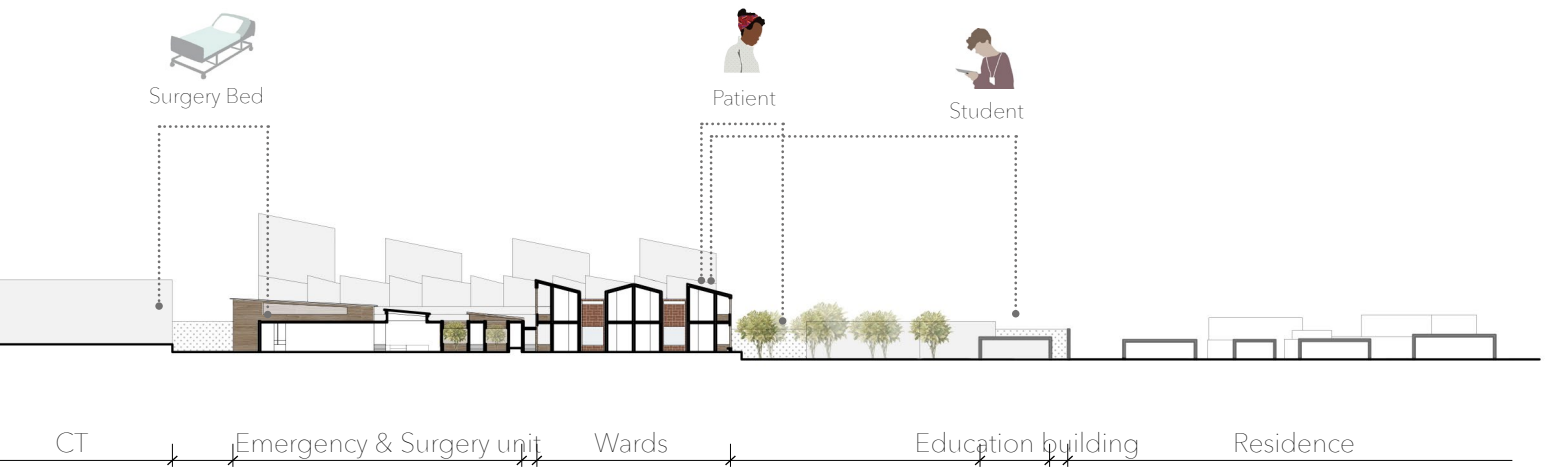 Surgery Bed
Patient
Student
CT
Emergency & Surgery unit
Wards
Education building
Residence